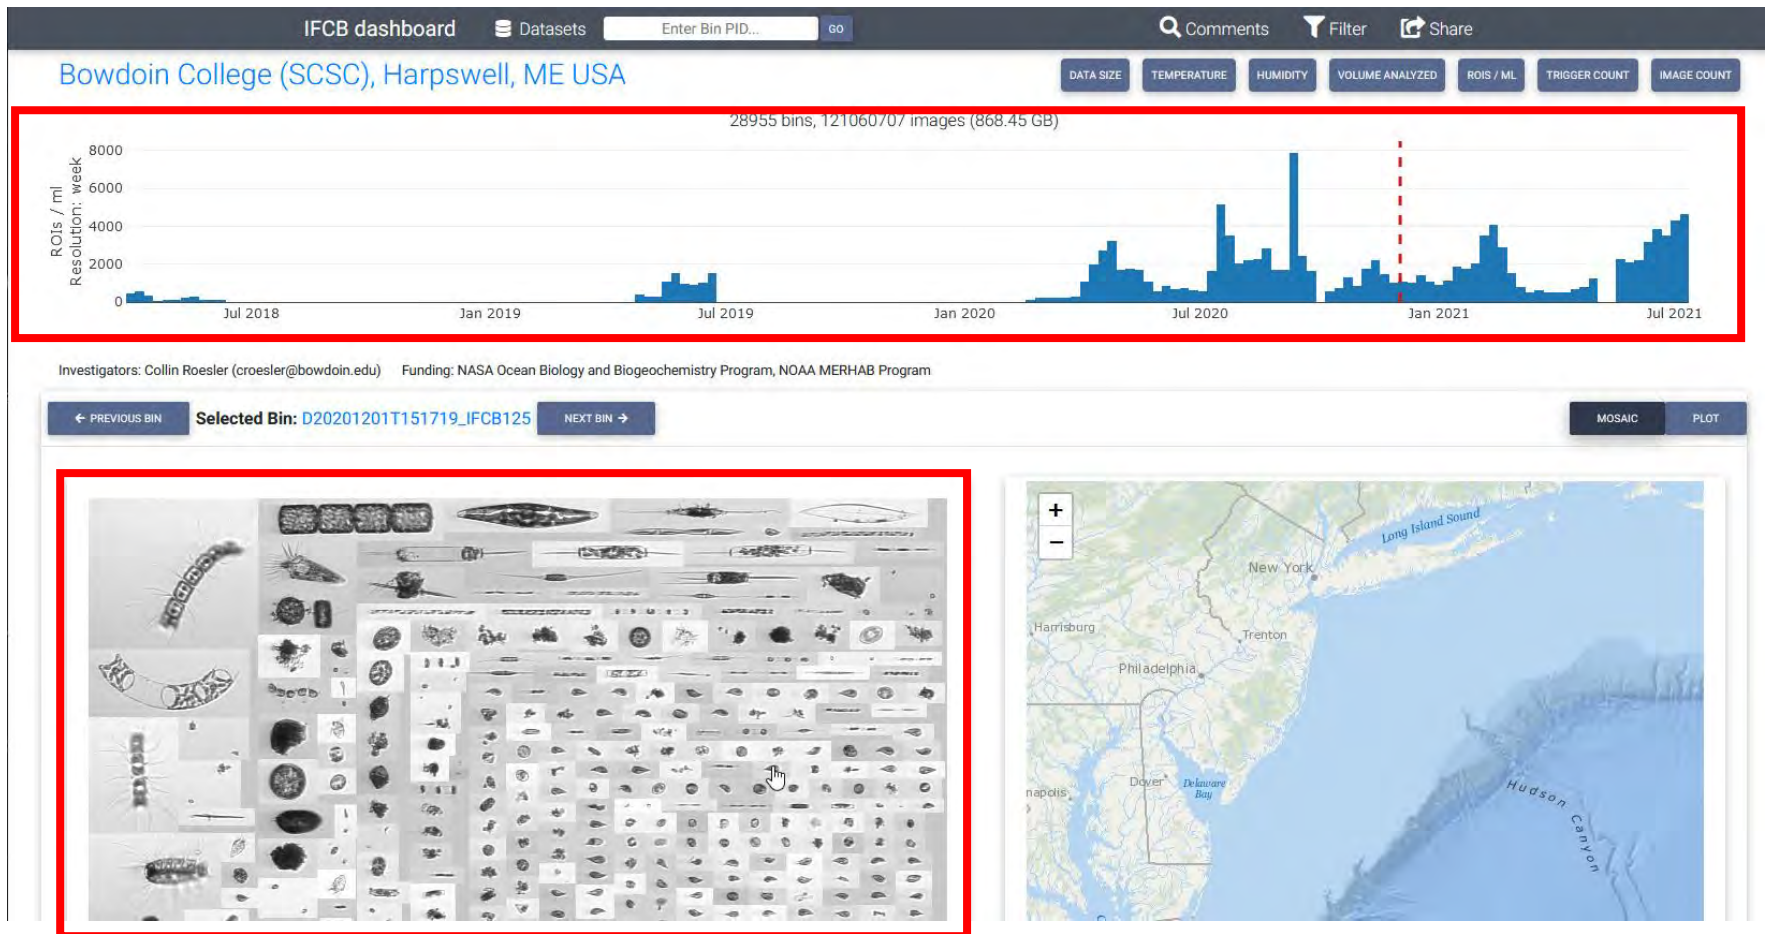 IFCB dashboard Datasets Enter Bin PID... GO Comments Filter Share
Bowdoin College (SCSC), Harpswell, ME USA
DATA SIZE TEMPERATURE HUMIDITY VOLUME ANALYZED ROIS / ML TRIGGER COUNT IMAGE COUNT
28955 bins, 121060707 images (868.45 GB)
ROIs / ml
Resolution: week
8000
6000
4000
2000
0
Jul 2018 Jan 2019 Jul 2019 Jan 2020 Jul 2020 Jan 2021 Jul 2021
Investigators: Collin Roesler (croesler@bowdoin.edu) Funding: NASA Ocean Biology and Biogeochemistry Program, NOAA MERHAB Program
← PREVIOUS BIN Selected Bin: D20201201T151719_IFCB125 NEXT BIN → MOSAIC PLOT
+
−
Long Island Sound
New York
Harrisburg
Trenton
Philadelphia
Dover
Delaware
Bay
napolis
Hudson Canyon